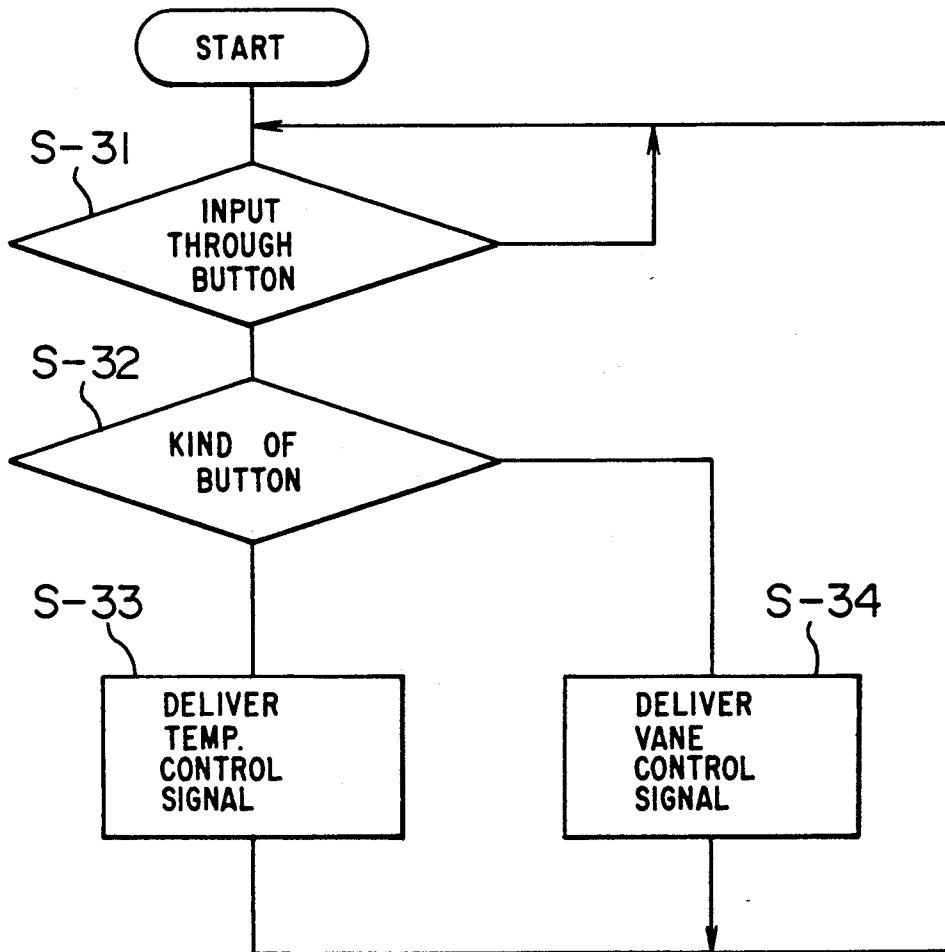 START
S-31
INPUT
THROUGH
BUTTON
S-32
KIND OF
BUTTON
S-33
DELIVER
TEMP.
CONTROL
SIGNAL
S-34
DELIVER
VANE
CONTROL
SIGNAL